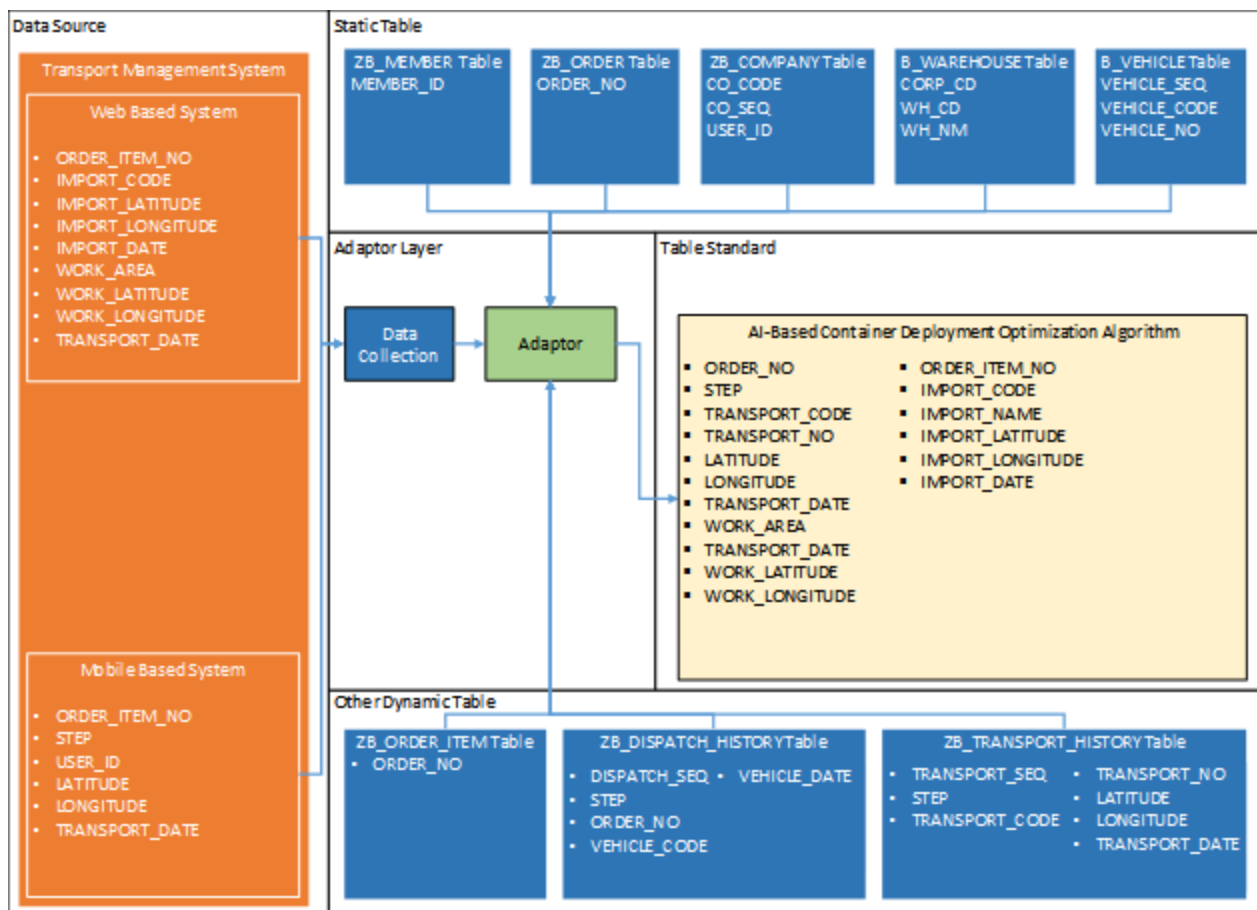 Data Source
Transport Management System
Web Based System
• ORDER_ITEM_NO
• IMPORT_CODE
• IMPORT_LATITUDE
• IMPORT_LONGITUDE
• IMPORT_DATE
• WORK_AREA
• WORK_LATITUDE
• WORK_LONGITUDE
• TRANSPORT_DATE
Mobile Based System
• ORDER_ITEM_NO
• STEP
• USER_ID
• LATITUDE
• LONGITUDE
• TRANSPORT_DATE
Static Table
ZB_MEMBER Table
MEMBER_ID
ZB_ORDER Table
ORDER_NO
ZB_COMPANY Table
CO_CODE
CO_SEQ
USER_ID
B_WAREHOUSE Table
CORP_CD
WH_CD
WH_NM
B_VEHICLE Table
VEHICLE_SEQ
VEHICLE_CODE
VEHICLE_NO
Adaptor Layer
Data
Collection
Adaptor
Table Standard
AI-Based Container Deployment Optimization Algorithm
▪ ORDER_NO
▪ STEP
▪ TRANSPORT_CODE
▪ TRANSPORT_NO
▪ LATITUDE
▪ LONGITUDE
▪ TRANSPORT_DATE
▪ WORK_AREA
▪ TRANSPORT_DATE
▪ WORK_LATITUDE
▪ WORK_LONGITUDE
▪ ORDER_ITEM_NO
▪ IMPORT_CODE
▪ IMPORT_NAME
▪ IMPORT_LATITUDE
▪ IMPORT_LONGITUDE
▪ IMPORT_DATE
Other Dynamic Table
ZB_ORDER_ITEM Table
• ORDER_NO
ZB_DISPATCH_HISTORY Table
• DISPATCH_SEQ
• STEP
• ORDER_NO
• VEHICLE_CODE
• VEHICLE_DATE
ZB_TRANSPORT_HISTORY Table
• TRANSPORT_SEQ
• STEP
• TRANSPORT_CODE
• TRANSPORT_NO
• LATITUDE
• LONGITUDE
• TRANSPORT_DATE